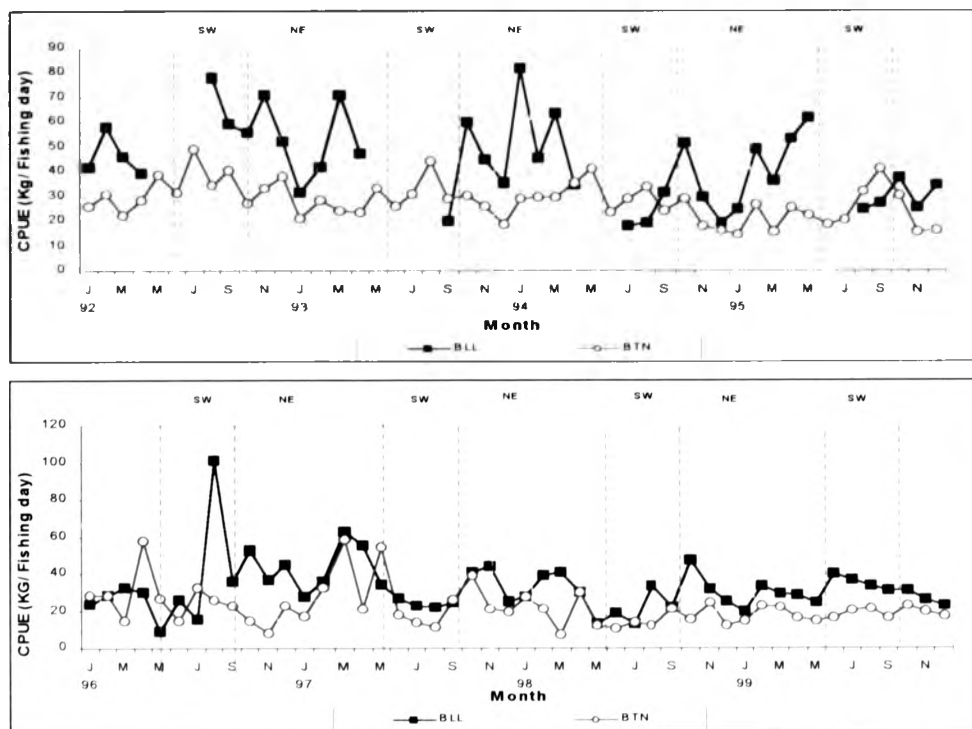 SW NE SW NE SW NE SW
CPUE (Kg/ Fishing day)
90
80
70
60
50
40
30
20
10
0
J M M J S N J M M J S N J M M J S N J M M J S N
92 93 94 95
Month
BLL BTN
SW NE SW NE SW NE SW
CPUE (KG/ Fishing day)
120
100
80
60
40
20
0
J M M J S N J M M J S N J M M J S N J M M J S N
96 97 98 99
Month
BLL BTN